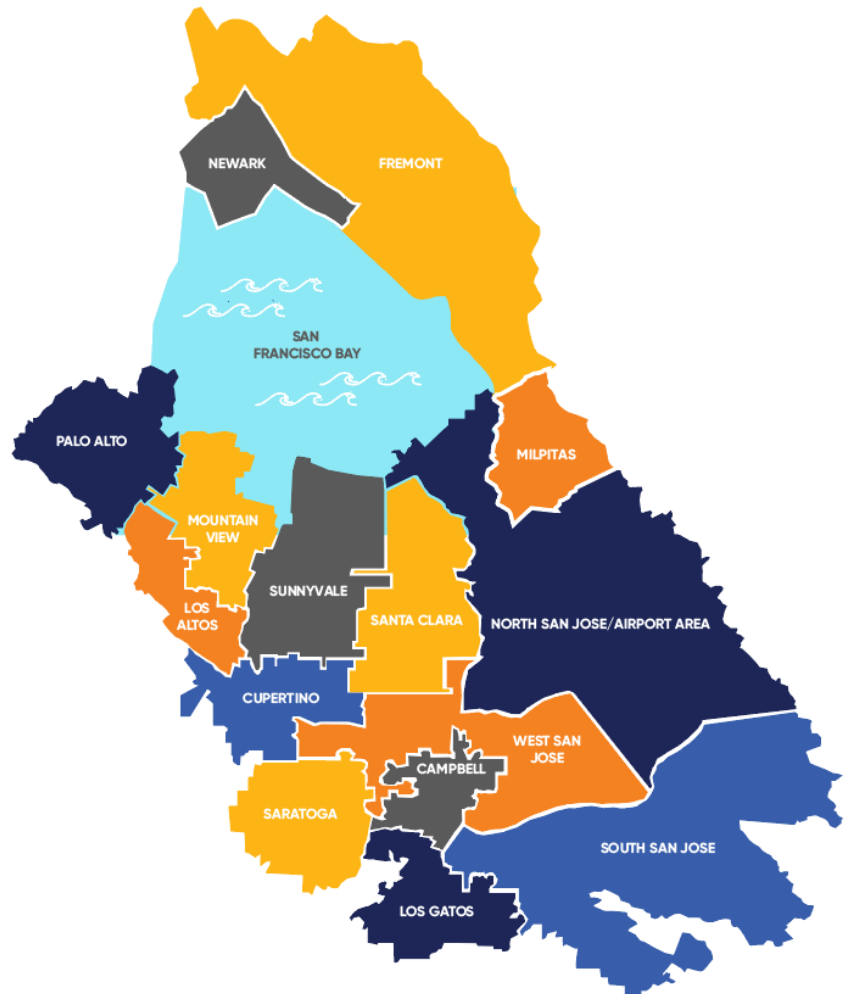 NEWARK
FREMONT
SAN
FRANCISCO BAY
PALO ALTO
MILPITAS
MOUNTAIN
VIEW
SUNNYVALE
LOS
ALTOS
SANTA CLARA
NORTH SAN JOSE/AIRPORT AREA
CUPERTINO
WEST SAN
JOSE
CAMPBELL
SARATOGA
SOUTH SAN JOSE
LOS GATOS